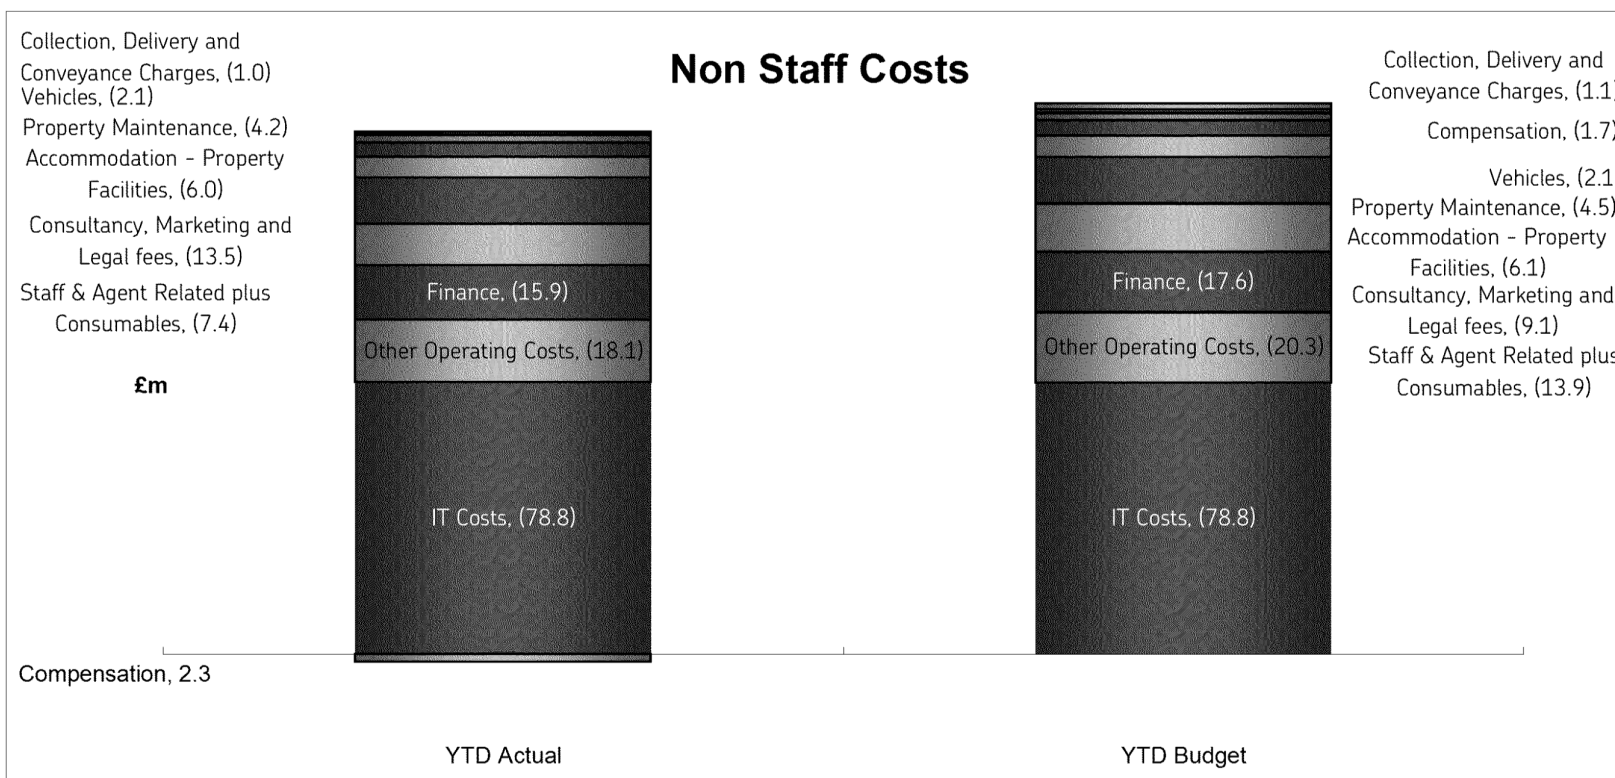 Non Staff Costs
Collection, Delivery and
Conveyance Charges, (1.0)
Vehicles, (2.1)
Property Maintenance, (4.2)
Accommodation - Property
Facilities, (6.0)
Consultancy, Marketing and
Legal fees, (13.5)
Staff & Agent Related plus
Consumables, (7.4)
£m
Finance, (15.9)
Other Operating Costs, (18.1)
IT Costs, (78.8)
Compensation, 2.3
YTD Actual
Collection, Delivery and
Conveyance Charges, (1.1)
Compensation, (1.7)
Vehicles, (2.1
Property Maintenance, (4.5)
Accommodation - Property
Facilities, (6.1)
Consultancy, Marketing and
Legal fees, (9.1)
Staff & Agent Related plus
Consumables, (13.9)
Finance, (17.6)
Other Operating Costs, (20.3)
IT Costs, (78.8)
YTD Budget